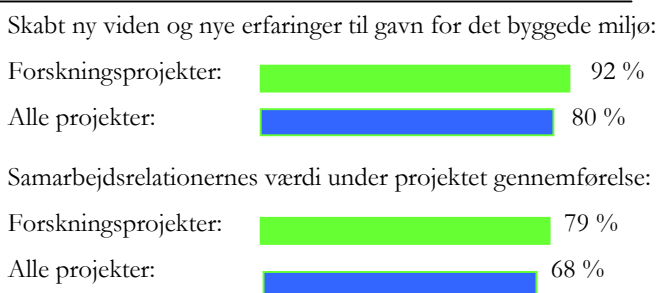 Skabt ny viden og nye erfaringer til gavn for det byggede miljø:
Forskningsprojekter: 92 %
Alle projekter: 80 %
Samarbejdsrelationernes værdi under projektet gennemførelse:
Forskningsprojekter: 79 %
Alle projekter: 68 %